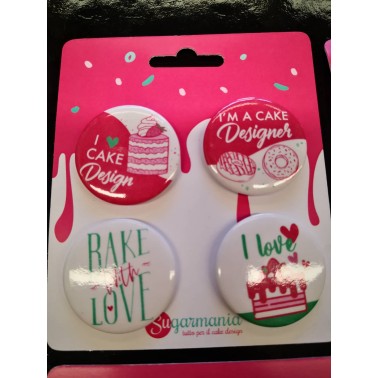 I
CAKE
Design
I'M A CAKE
Designer
BAKE
with
LOVE
I love
Sugarmania
tutto per il cake design